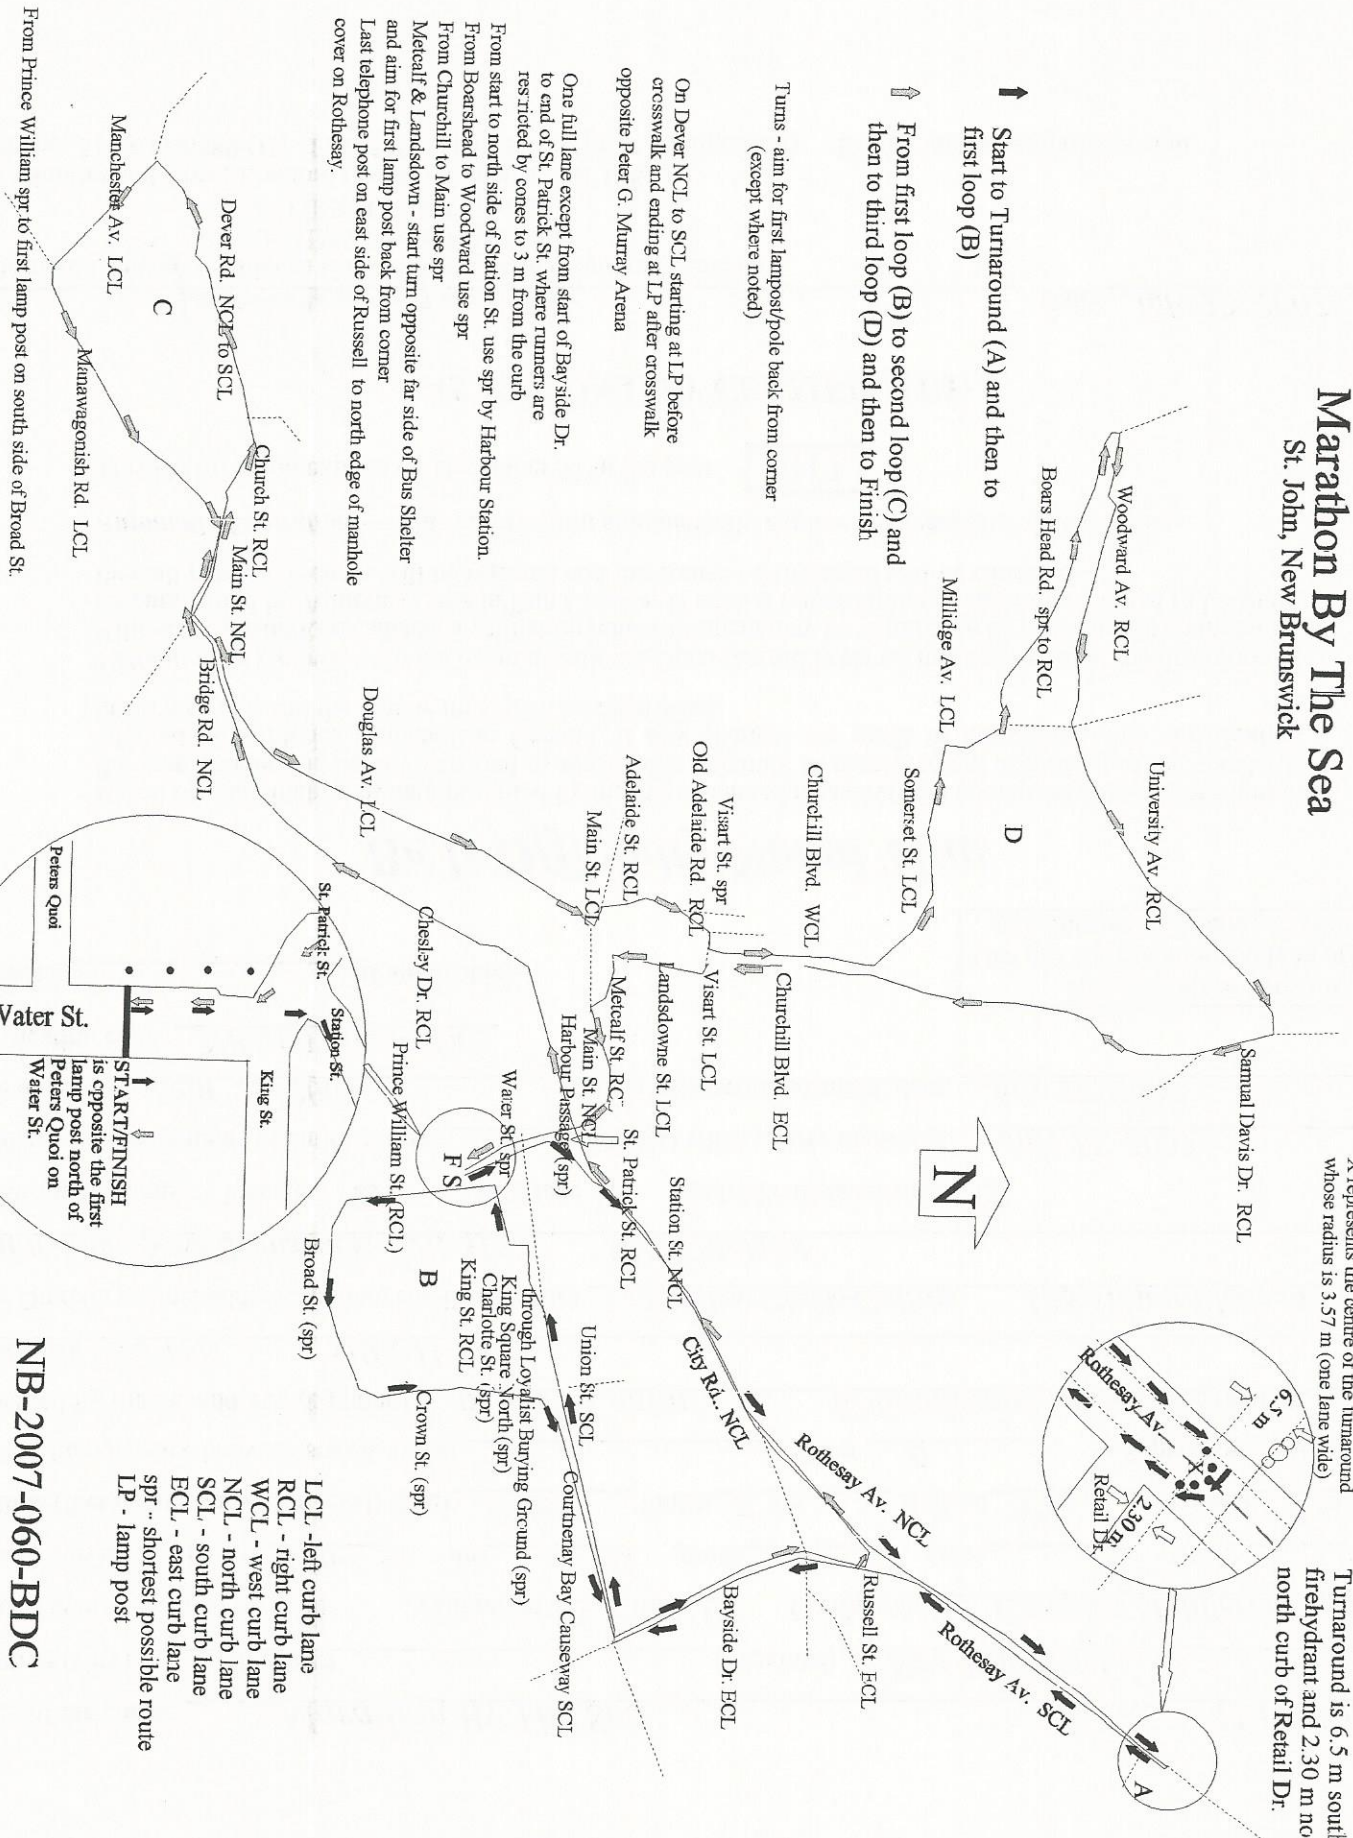 Marathon By The Sea
St. John, New Brunswick
Start to Turnaround (A) and then to
first loop (B)
From first loop (B) to second loop (C) and
then to third loop (D) and then to Finish
Turns - aim for first lampost/pole back from corner
(except where noted)
On Dever NCL to SCL starting at LP before
crosswalk and ending at LP after crosswalk
opposite Peter G. Murray Arena
One full lane except from start of Bayside Dr.
to end of St. Patrick St. where runners are
restricted by cones to 3 m from the curb
From start to north side of Station St. use spr by Harbour Station.
From Boarshead to Woodward use spr
From Churchill to Main use spr
Metcalf & Landsdown - start turn opposite far side of Bus Shelter
and aim for first lamp post back from corner
Last telephone post on east side of Russell to north edge of manhole
cover on Rothesay.
From Prince William spr to first lamp post on south side of Broad St.
represents the centre of the turnaround
whose radius is 3.57 m (one lane wide)
Turnaround is 6.5 m
firehydrant and 2.30 m
north curb of Retail Dr.
Rothesay Av.
6.5 m
2.30 m
Retail Dr.
A
Woodward Av. RCL
Boars Head Rd. spr to RCL
University Av. RCL
Millidge Av. LCL
D
Somerset St. LCL
Samual Davis Dr. RCL
Churchill Blvd. WCL
Churchill Blvd. ECL
Visart St. spr
Old Adelaide Rd. RCL
Visart St. LCL
Adelaide St. RCL
Landsdowne St. LCL
Main St. LCL
Metcalf St.
Main St. NCL
Harbour Passage (spr)
N
St. Patrick St. RCL
Station St. NCL
City Rd. NCL
Rothesay Av. NCL
Rothesay Av. SCL
Russell St. ECL
Bayside Dr. ECL
Courtnenay Bay Causeway SCL
Union St. SCL
through Loyalist Burying Ground (spr)
King Square North (spr)
Charlotte St. (spr)
King St. RCL
Water St. spr
F S
B
Prince William St. (RCL)
Broad St. (spr)
Crown St. (spr)
Chesley Dr. RCL
Douglas Av. LCL
Bridge Rd. NCL
Main St. NCL
Church St. RCL
Dever Rd. NCL to SCL
C
Manchester Av. LCL
Manawagonish Rd. LCL
Peters Quoi
St. Patrick St.
Station St.
King St.
Water St.
START/FINISH
is opposite the first
lamp post north of
Peters Quoi on
Water St.
LCL - left curb lane
RCL - right curb lane
WCL - west curb lane
NCL - north curb lane
SCL - south curb lane
ECL - east curb lane
spr - shortest possible route
LP - lamp post
NB-2007-060-BDC